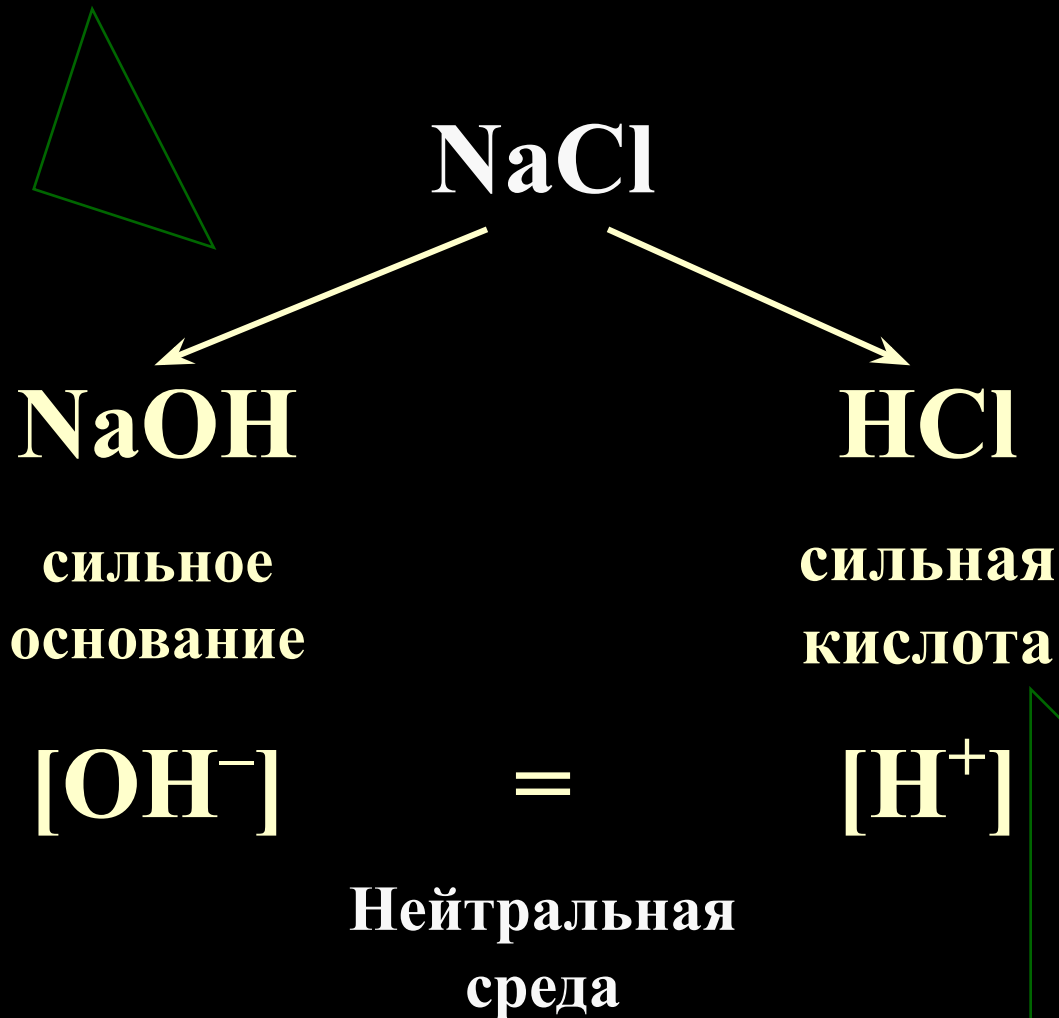 NaCl
NaOH HCl
сильное сильная
основание кислота
[OH⁻] = [H⁺]
Нейтральная
среда